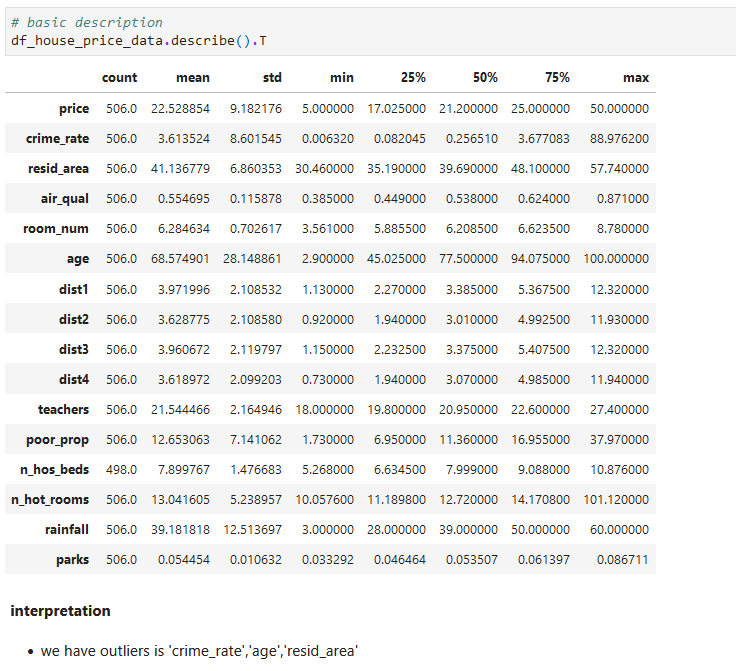 # basic description
df_house_price_data.describe().T
count mean std min 25% 50% 75% max
price 506.0 22.528854 9.182176 5.000000 17.025000 21.200000 25.000000 50.000000
crime_rate 506.0 3.613524 8.601545 0.006320 0.082045 0.256510 3.677083 88.976200
resid_area 506.0 41.136779 6.860353 30.460000 35.190000 39.690000 48.100000 57.740000
air_qual 506.0 0.554695 0.115878 0.385000 0.449000 0.538000 0.624000 0.871000
room_num 506.0 6.284634 0.702617 3.561000 5.885500 6.208500 6.623500 8.780000
age 506.0 68.574901 28.148861 2.900000 45.025000 77.500000 94.075000 100.000000
dist1 506.0 3.971996 2.108532 1.130000 2.270000 3.385000 5.367500 12.320000
dist2 506.0 3.628775 2.108580 0.920000 1.940000 3.010000 4.992500 11.930000
dist3 506.0 3.960672 2.119797 1.150000 2.232500 3.375000 5.407500 12.320000
dist4 506.0 3.618972 2.099203 0.730000 1.940000 3.070000 4.985000 11.940000
teachers 506.0 21.544466 2.164946 18.000000 19.800000 20.950000 22.600000 27.400000
poor_prop 506.0 12.653063 7.141062 1.730000 6.950000 11.360000 16.955000 37.970000
n_hos_beds 498.0 7.899767 1.476683 5.268000 6.634500 7.999000 9.088000 10.876000
n_hot_rooms 506.0 13.041605 5.238957 10.057600 11.189800 12.720000 14.170800 101.120000
rainfall 506.0 39.181818 12.513697 3.000000 28.000000 39.000000 50.000000 60.000000
parks 506.0 0.054454 0.010632 0.033292 0.046464 0.053507 0.061397 0.086711
interpretation
• we have outliers is 'crime_rate','age','resid_area'